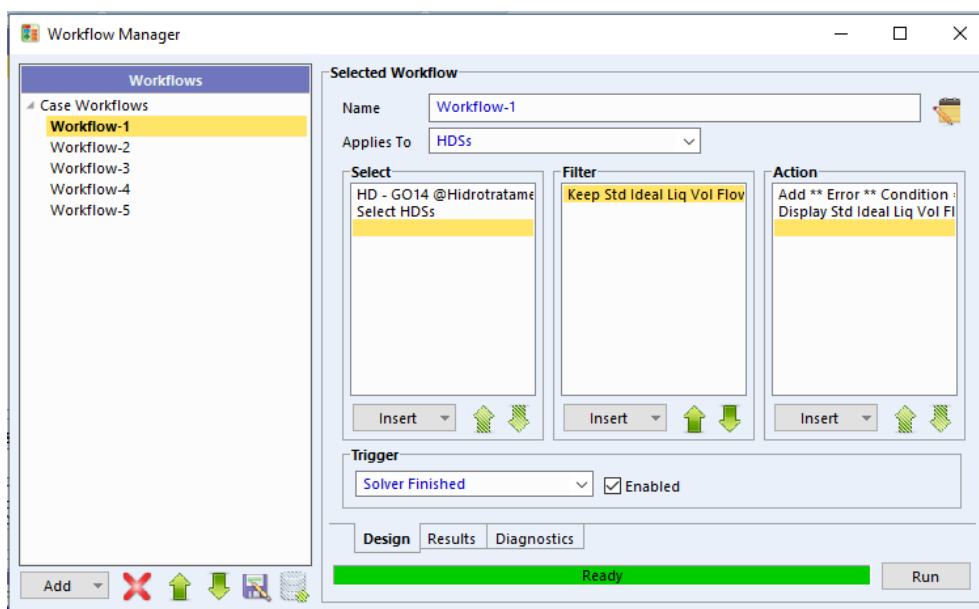 Workflow Manager
Workflows
Case Workflows
Workflow-1
Workflow-2
Workflow-3
Workflow-4
Workflow-5
Add
Selected Workflow
Name
Workflow-1
Applies To
HDSs
Select
HD - GO14 @Hidrotratame
Select HDSs
Insert
Filter
Keep Std Ideal Liq Vol Flov
Insert
Action
Add ** Error ** Condition =
Display Std Ideal Liq Vol Fl
Insert
Trigger
Solver Finished
Enabled
Design Results Diagnostics
Ready
Run